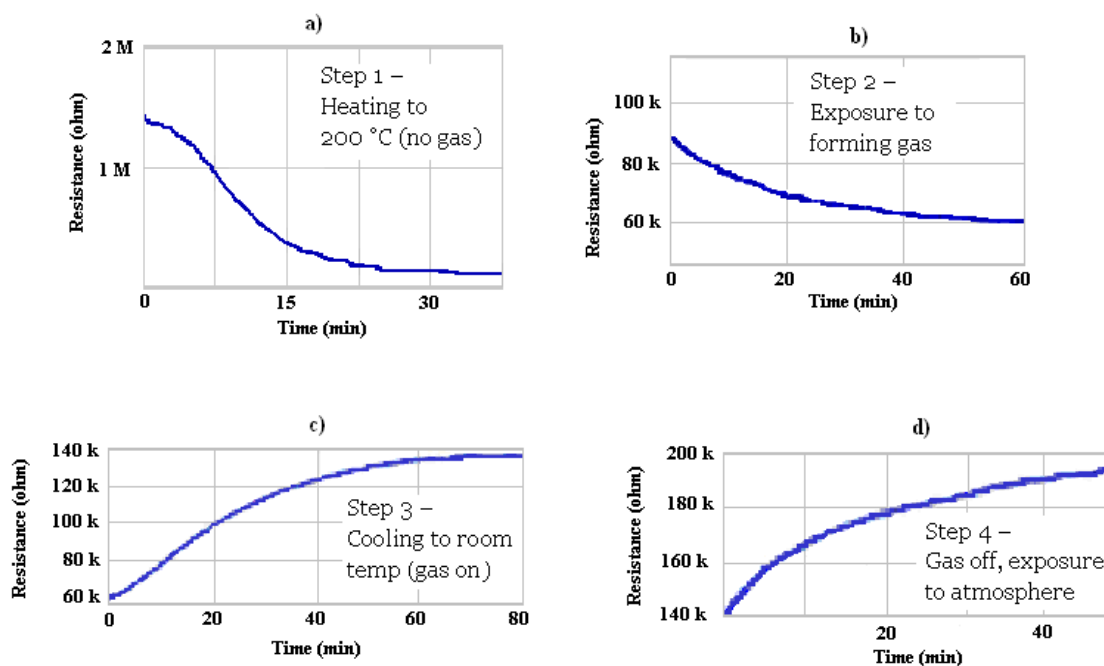 a)
2 M
1 M
Resistance (ohm)
Step 1 –
Heating to
200 °C (no gas)
0
15
30
Time (min)
b)
100 k
80 k
60 k
Resistance (ohm)
Step 2 –
Exposure to
forming gas
0
20
40
60
Time (min)
c)
140 k
120 k
100 k
80 k
60 k
Resistance (ohm)
Step 3 –
Cooling to room
temp (gas on)
0
20
40
60
80
Time (min)
d)
200 k
180 k
160 k
140 k
Resistance (ohm)
Step 4 –
Gas off, exposure
to atmosphere
20
40
Time (min)